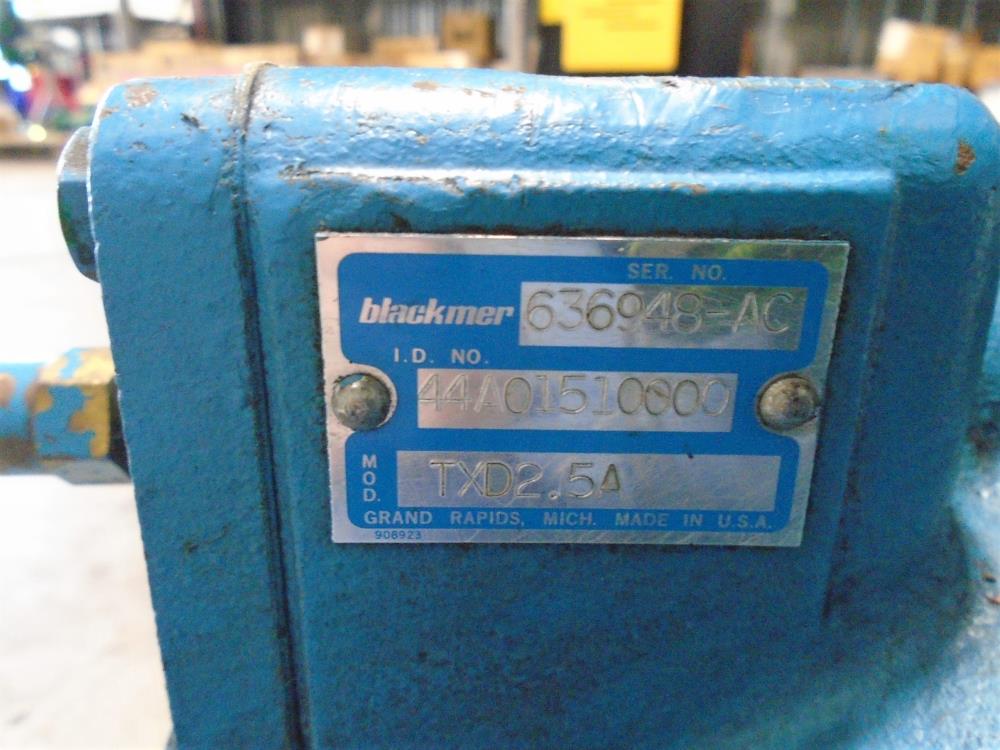 SER. NO.
blackmer 636948-AC
I.D. NO.
44A01510000
MOD. TXD2.5A
GRAND RAPIDS, MICH. MADE IN U.S.A.
908923